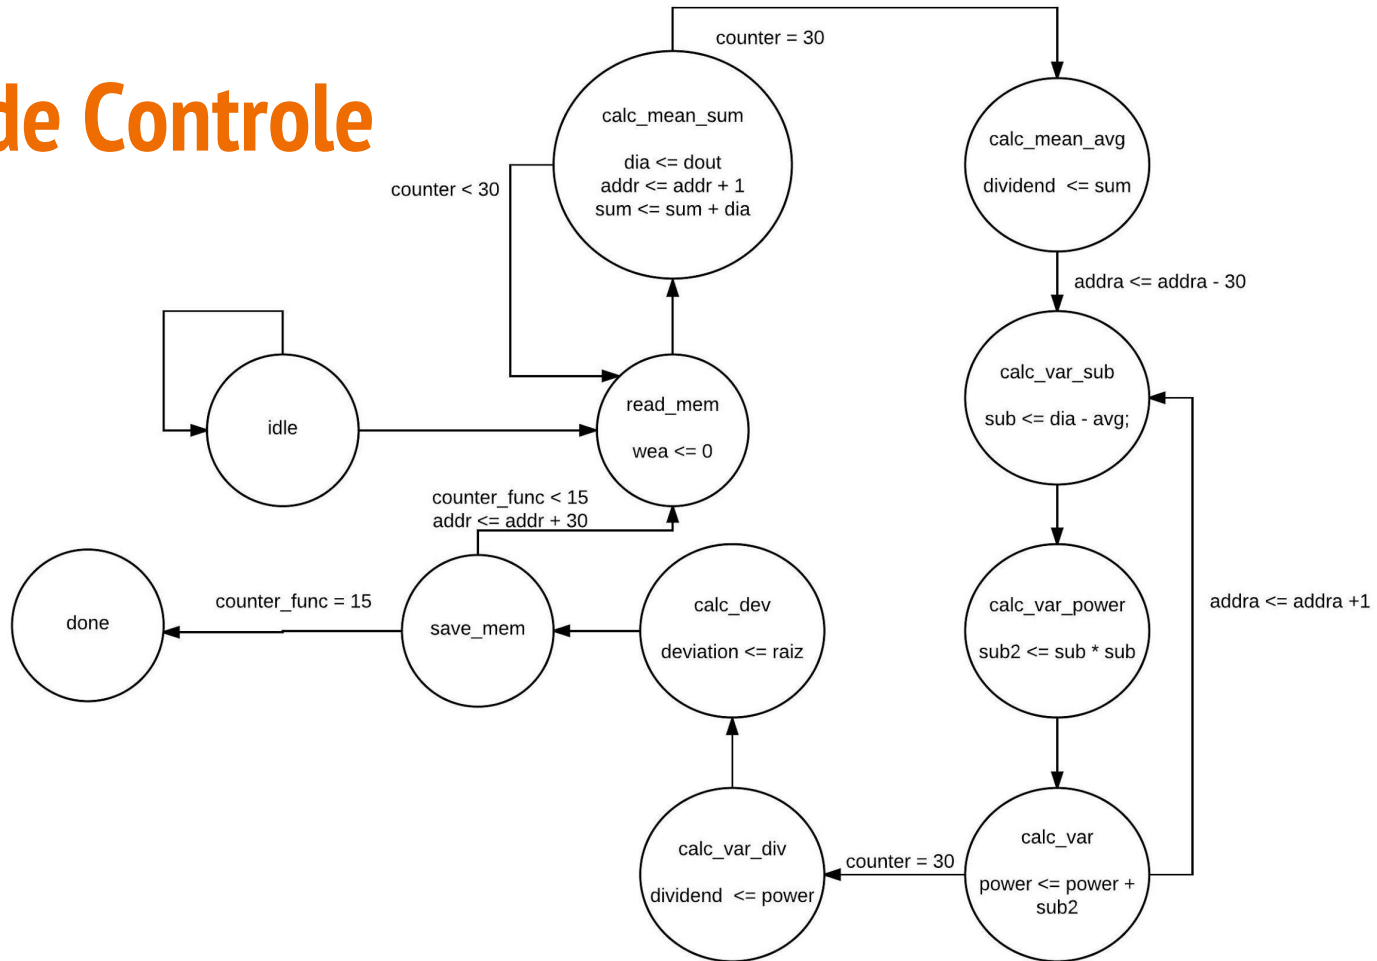 de Controle
counter = 30
calc_mean_sum
dia <= dout
addr <= addr + 1
sum <= sum + dia
calc_mean_avg
dividend <= sum
counter < 30
addra <= addra - 30
calc_var_sub
sub <= dia - avg;
read_mem
wea <= 0
idle
counter_func < 15
addr <= addr + 30
calc_dev
deviation <= raiz
calc_var_power
sub2 <= sub * sub
addra <= addra +1
counter_func = 15
done
save_mem
calc_var_div
dividend <= power
counter = 30
calc_var
power <= power +
sub2